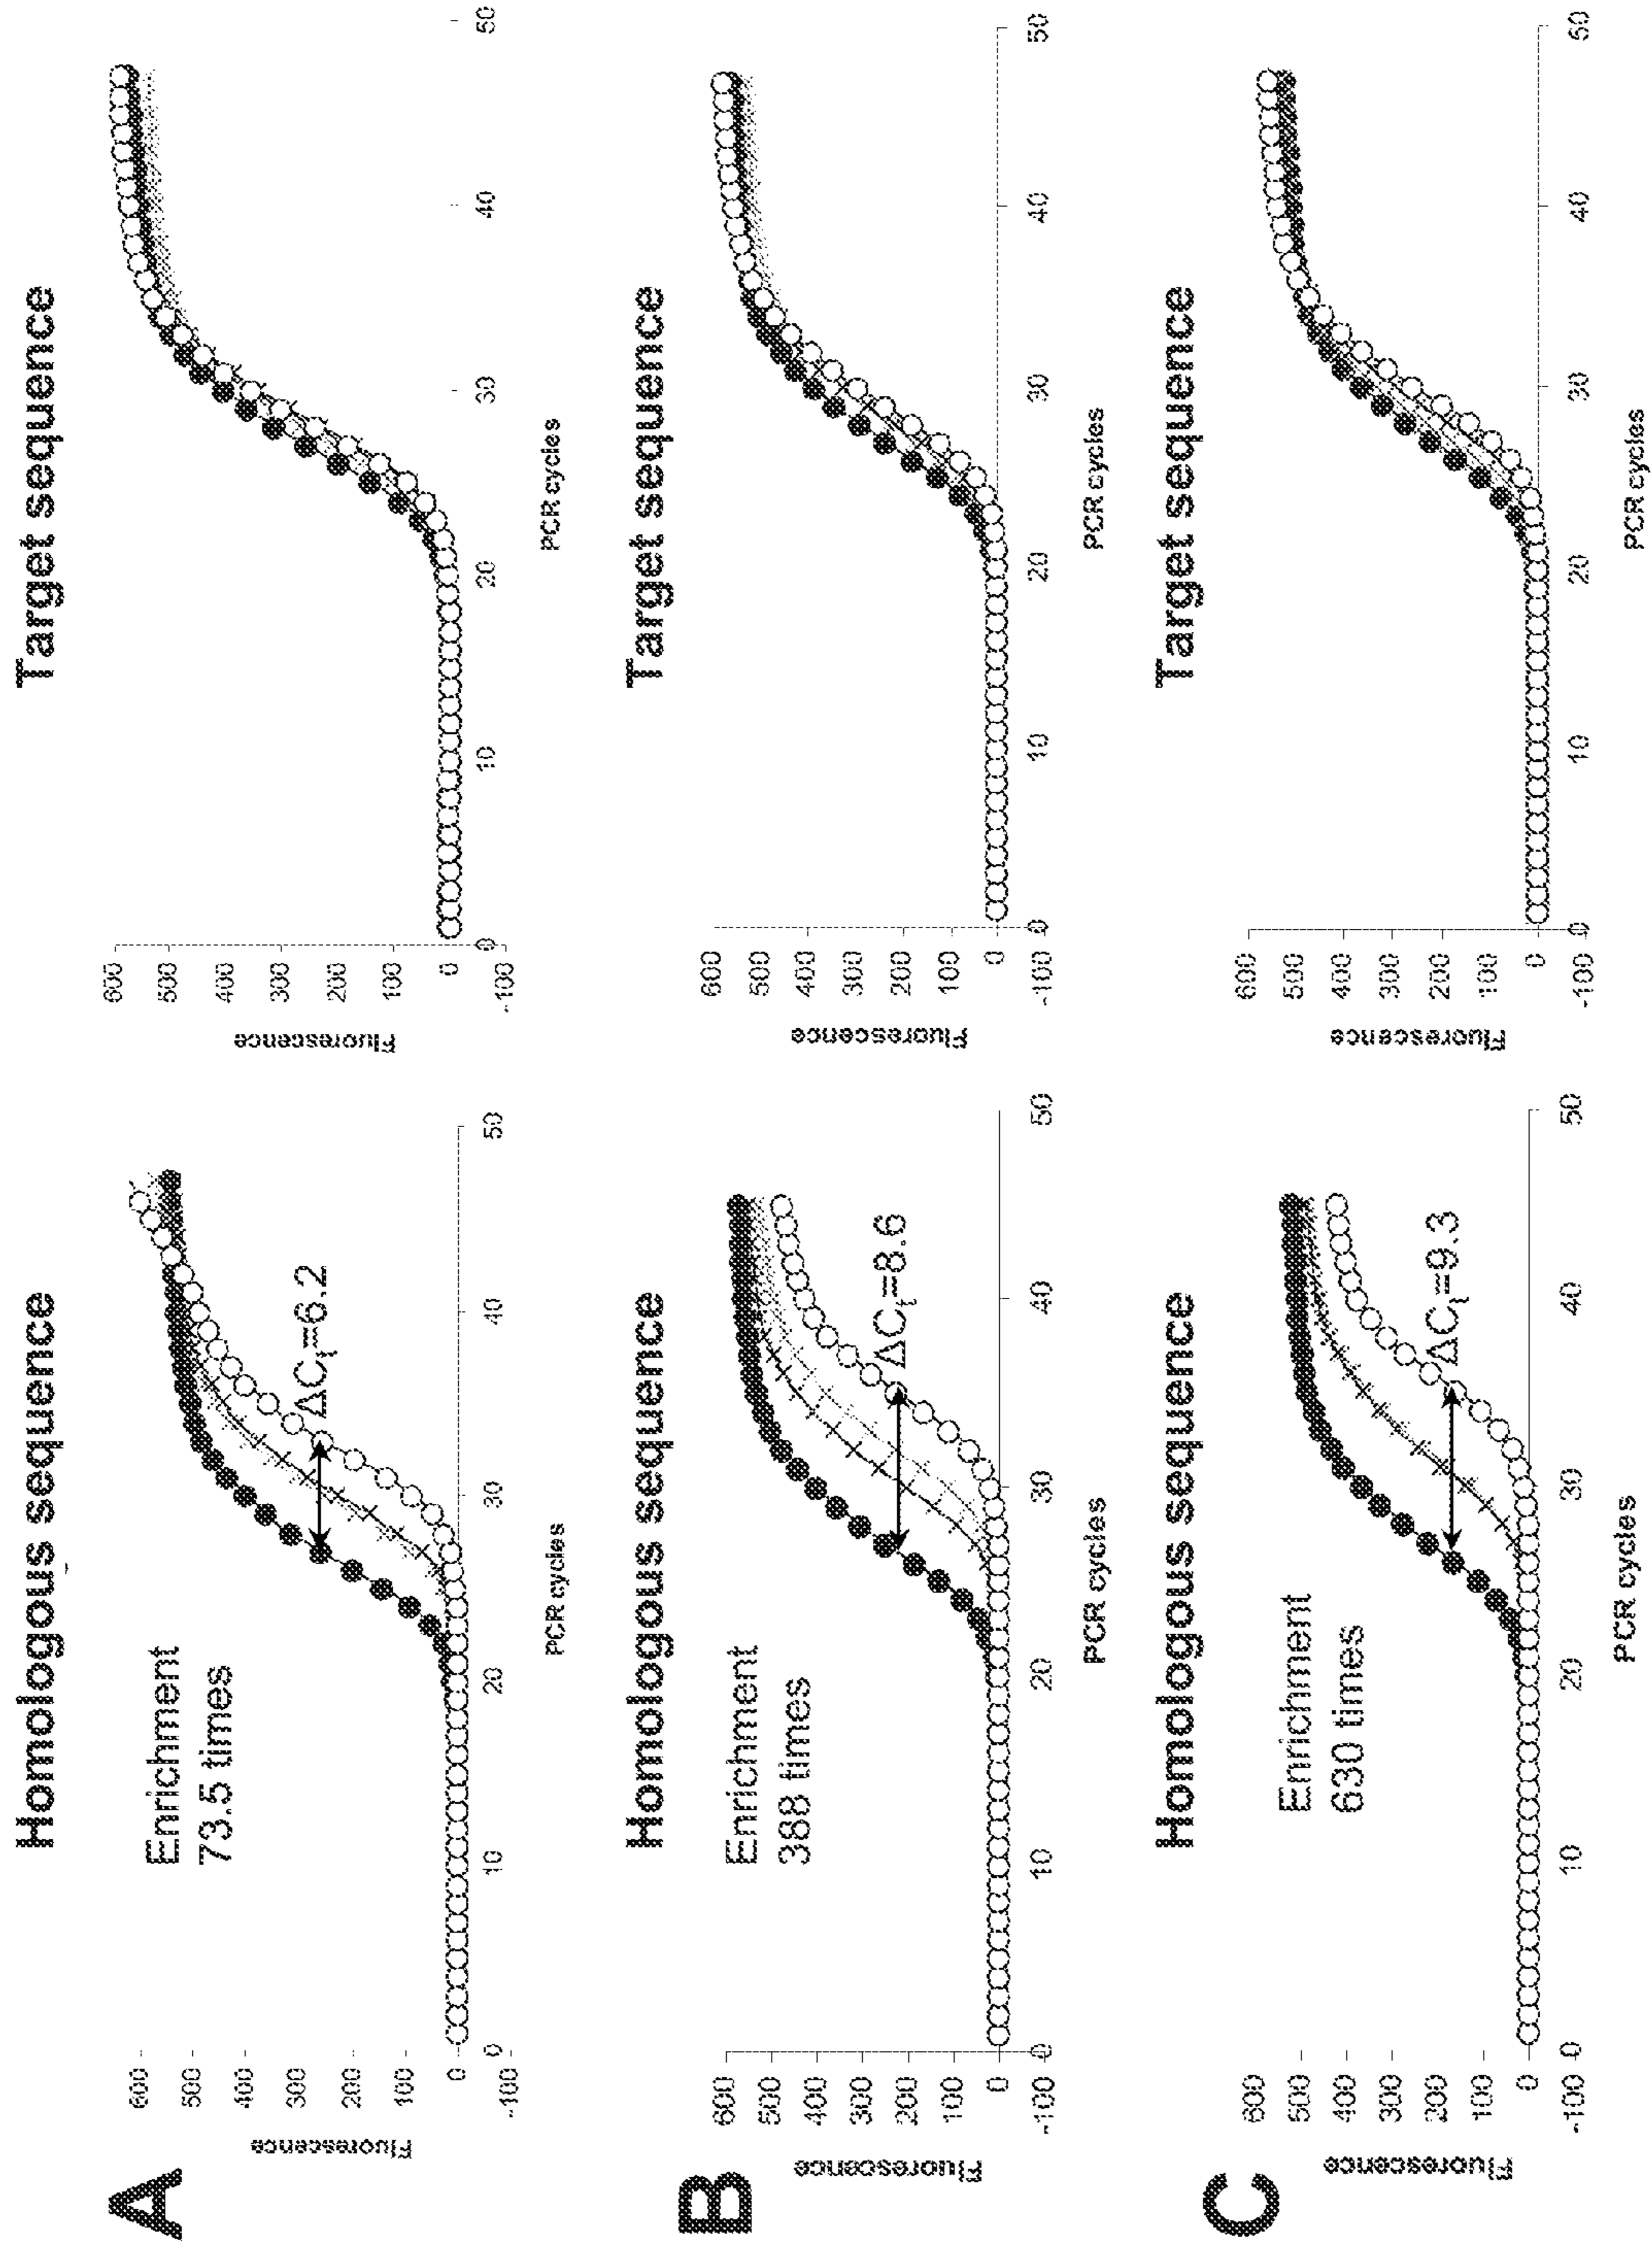 A
Homologous sequence
Enrichment
73.5 times
ΔCt=6.2
600
500
400
300
200
100
0
-100
0
10
20
30
40
50
Fluorescence
PCR cycles
Target sequence
600
500
400
300
200
100
0
-100
0
10
20
30
40
50
Fluorescence
PCR cycles
B
Homologous sequence
Enrichment
388 times
ΔCt=8.6
600
500
400
300
200
100
0
-100
0
10
20
30
40
50
Fluorescence
PCR cycles
Target sequence
600
500
400
300
200
100
0
-100
0
10
20
30
40
50
Fluorescence
PCR cycles
C
Homologous sequence
Enrichment
630 times
ΔCt=9.3
600
500
400
300
200
100
0
-100
0
10
20
30
40
50
Fluorescence
PCR cycles
Target sequence
600
500
400
300
200
100
0
-100
0
10
20
30
40
50
Fluorescence
PCR cycles